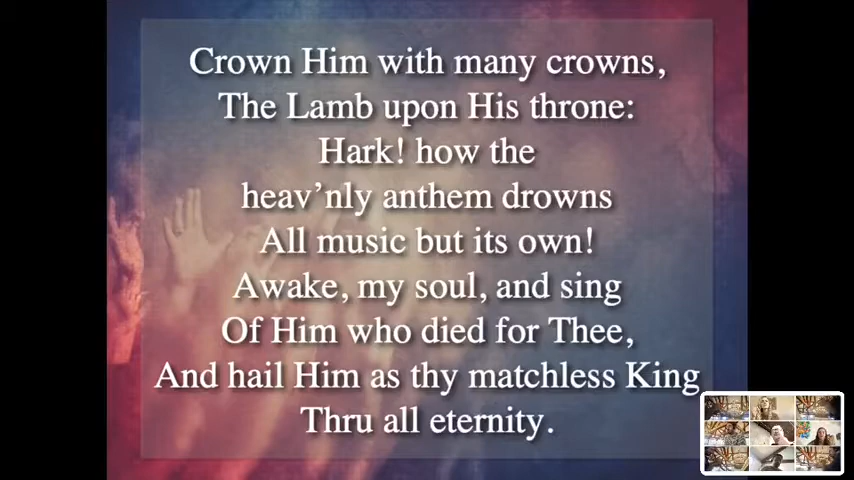 Crown Him with many crowns,
The Lamb upon His throne:
Hark! how the
heav’nly anthem drowns
All music but its own!
Awake, my soul, and sing
Of Him who died for Thee,
And hail Him as thy matchless King
Thru all eternity.